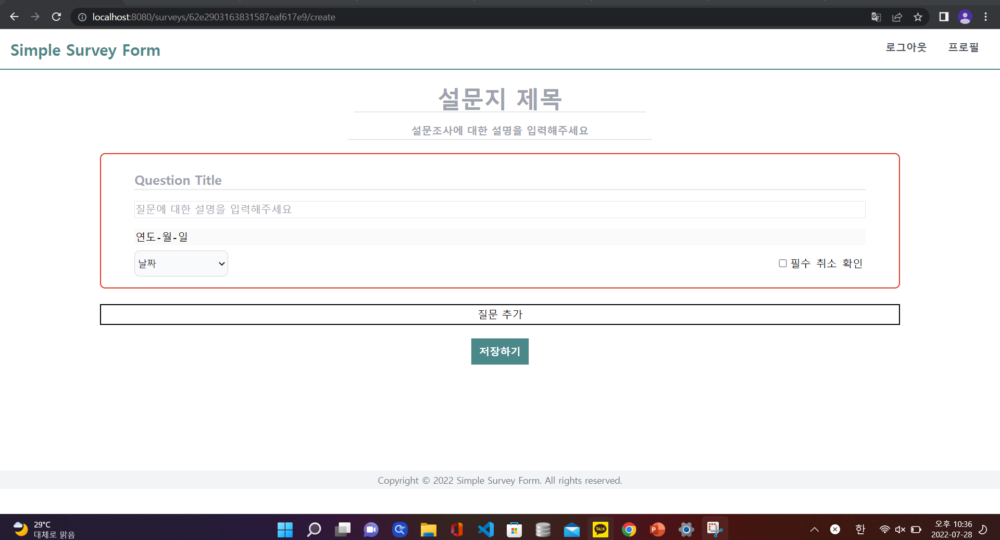 localhost:8080/surveys/62e2903163831587eaf617e9/create
Simple Survey Form
로그아웃 프로필
설문지 제목
설문조사에 대한 설명을 입력해주세요
Question Title
질문에 대한 설명을 입력해주세요
연도-월-일
날짜
필수 취소 확인
질문 추가
저장하기
Copyright © 2022 Simple Survey Form. All rights reserved.
29°C
대체로 맑음
TALK
P
한
오후 10:36
2022-07-28